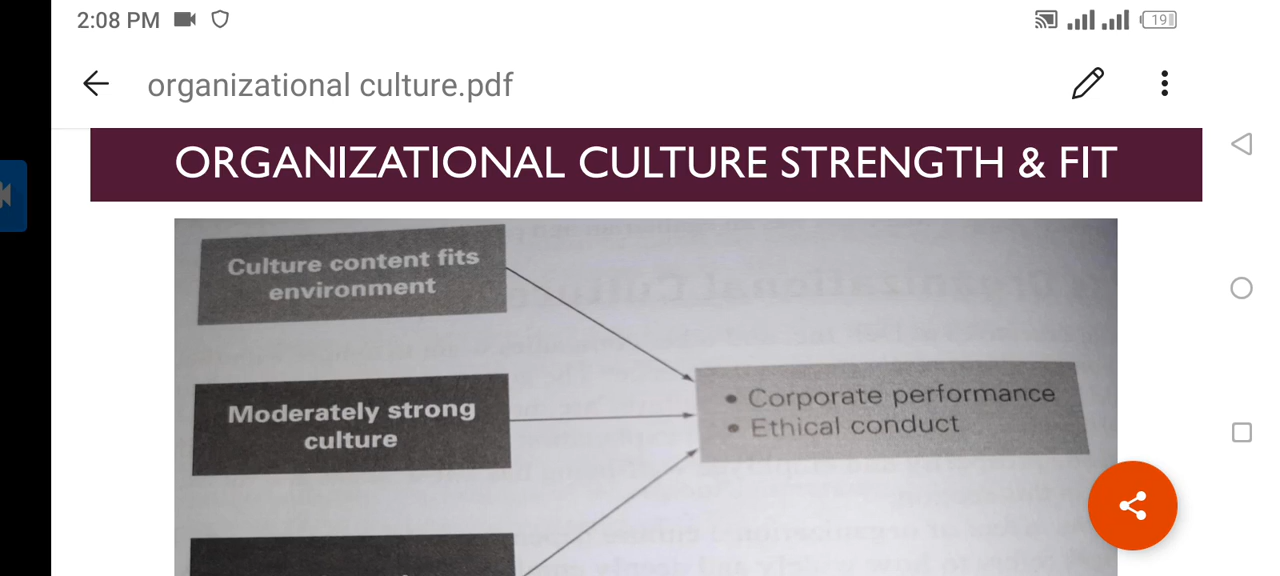 2:08 PM
19
organizational culture.pdf
ORGANIZATIONAL CULTURE STRENGTH & FIT
Culture content fits
environment
Moderately strong
culture
• Corporate performance
• Ethical conduct